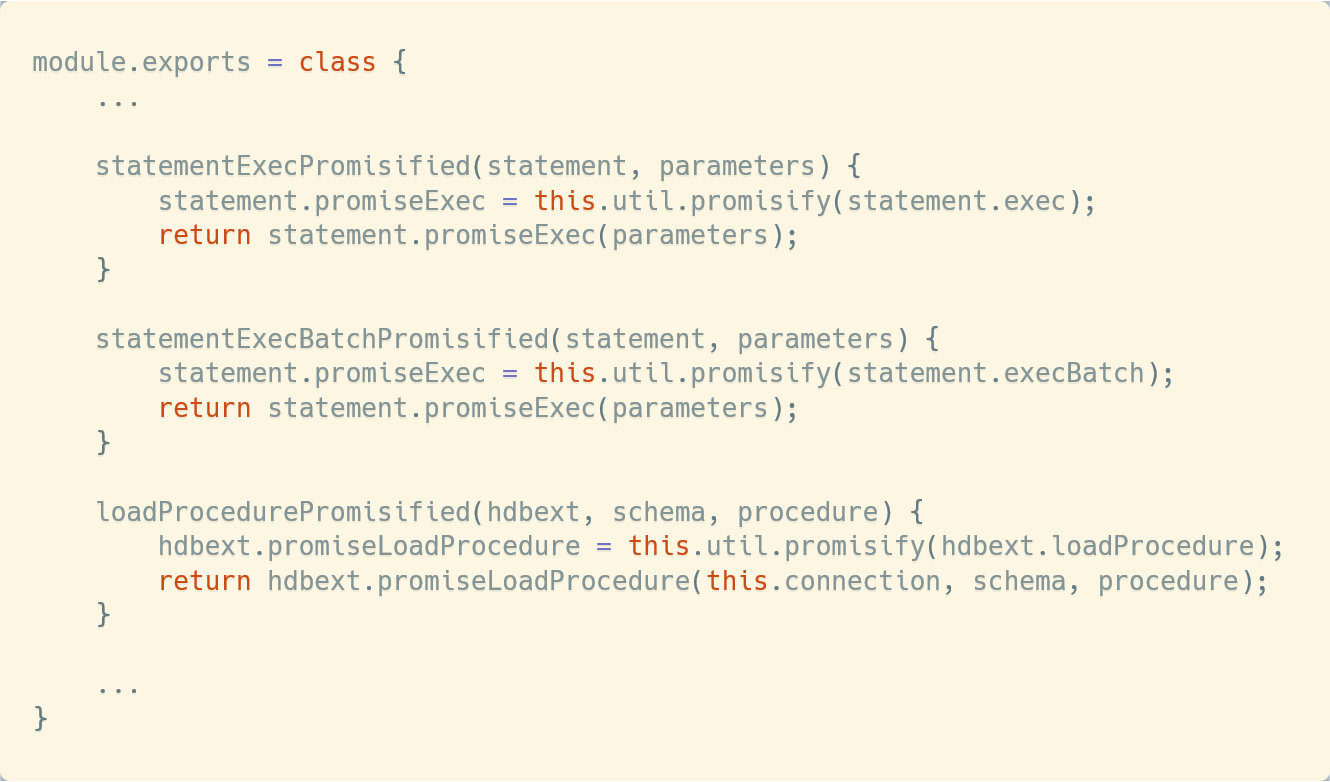 module.exports = class {
    ...

    statementExecPromisified(statement, parameters) {
        statement.promiseExec = this.util.promisify(statement.exec);
        return statement.promiseExec(parameters);
    }

    statementExecBatchPromisified(statement, parameters) {
        statement.promiseExec = this.util.promisify(statement.execBatch);
        return statement.promiseExec(parameters);
    }

    loadProcedurePromisified(hdbext, schema, procedure) {
        hdbext.promiseLoadProcedure = this.util.promisify(hdbext.loadProcedure);
        return hdbext.promiseLoadProcedure(this.connection, schema, procedure);
    }

    ...
}